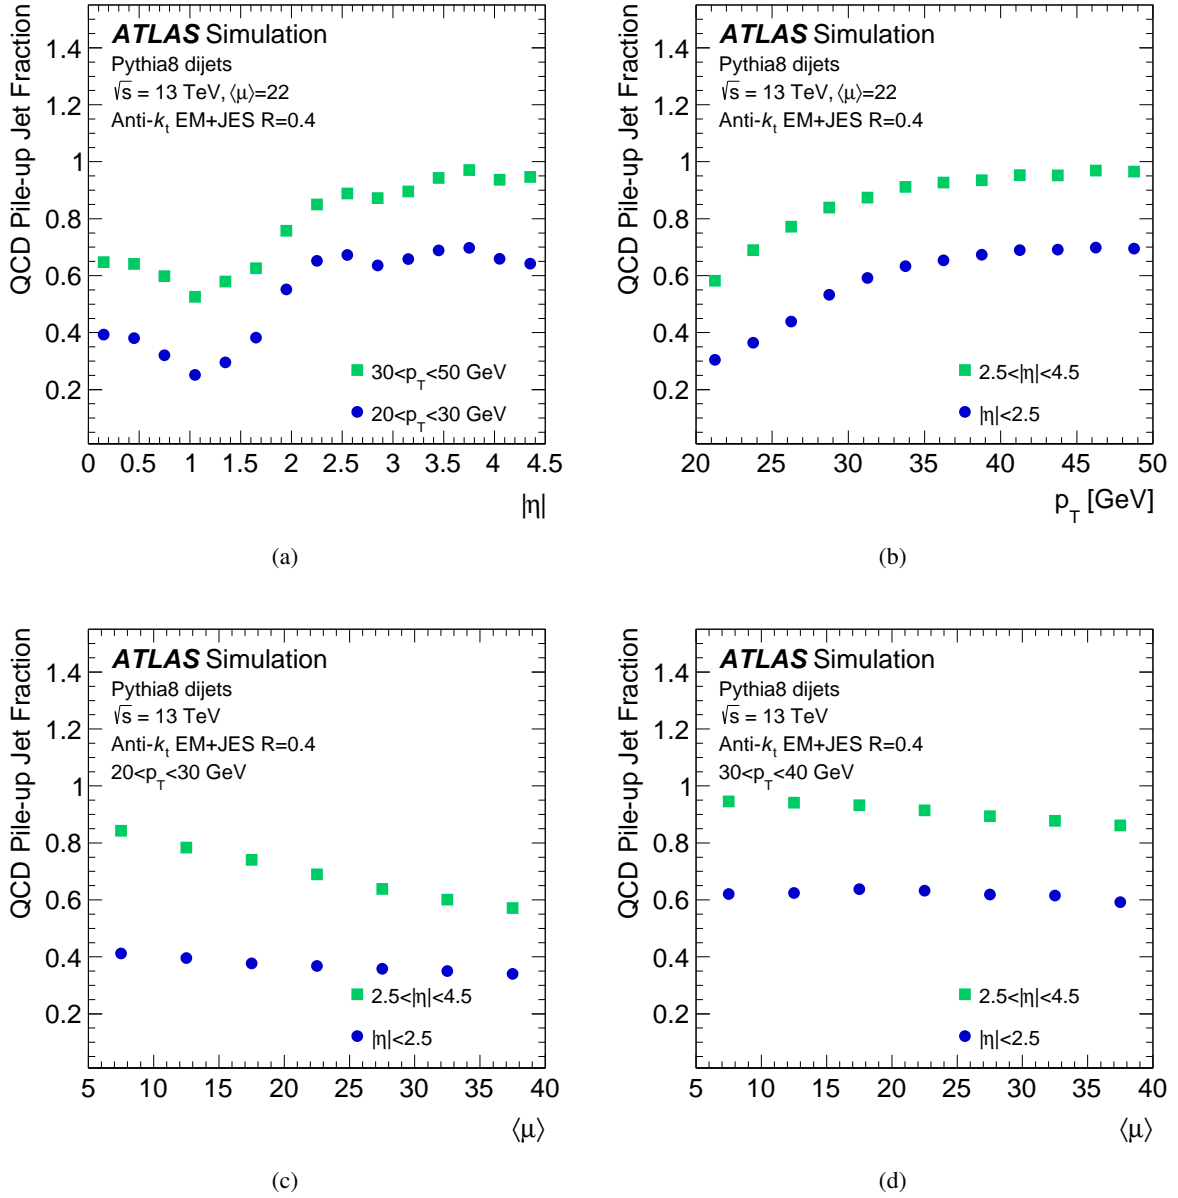 QCD Pile-up Jet Fraction
ATLAS Simulation
Pythia8 dijets
√s = 13 TeV, ⟨μ⟩=22
Anti-kt EM+JES R=0.4
1.4
1.2
1
0.8
0.6
0.4
0.2
30<pT<50 GeV
20<pT<30 GeV
0 0.5 1 1.5 2 2.5 3 3.5 4 4.5
|η|
(a)
QCD Pile-up Jet Fraction
ATLAS Simulation
Pythia8 dijets
√s = 13 TeV, ⟨μ⟩=22
Anti-kt EM+JES R=0.4
1.4
1.2
1
0.8
0.6
0.4
0.2
2.5<|η|<4.5
|η|<2.5
20 25 30 35 40 45 50
pT [GeV]
(b)
QCD Pile-up Jet Fraction
ATLAS Simulation
Pythia8 dijets
√s = 13 TeV
Anti-kt EM+JES R=0.4
20<pT<30 GeV
1.4
1.2
1
0.8
0.6
0.4
0.2
2.5<|η|<4.5
|η|<2.5
5 10 15 20 25 30 35 40
⟨μ⟩
(c)
QCD Pile-up Jet Fraction
ATLAS Simulation
Pythia8 dijets
√s = 13 TeV
Anti-kt EM+JES R=0.4
30<pT<40 GeV
1.4
1.2
1
0.8
0.6
0.4
0.2
2.5<|η|<4.5
|η|<2.5
5 10 15 20 25 30 35 40
⟨μ⟩
(d)